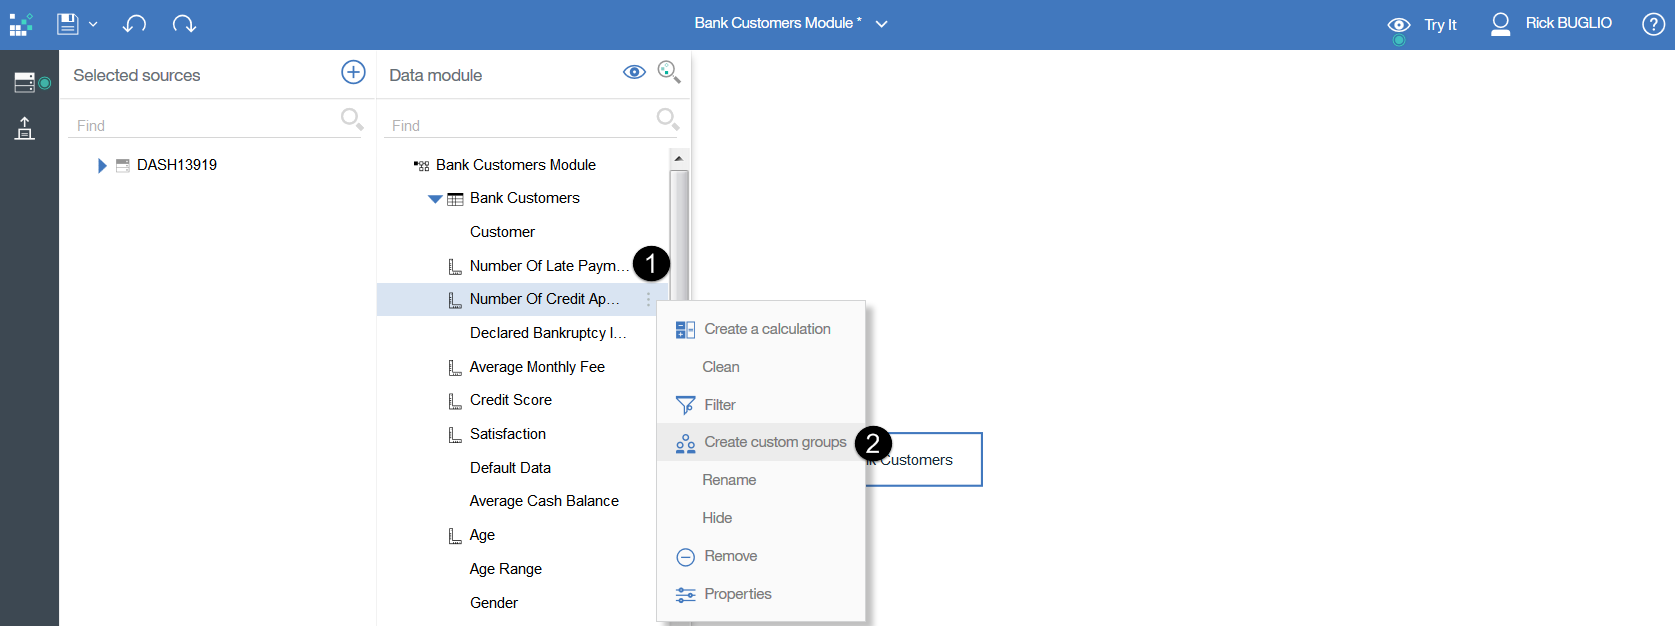 Bank Customers Module *
Try It
Rick BUGLIO
?
Selected sources
Data module
Find
Find
DASH13919
Bank Customers Module
Bank Customers
Customer
Number Of Late Paym...
1
Number Of Credit Ap...
Declared Bankruptcy I...
Average Monthly Fee
Credit Score
Satisfaction
Default Data
Average Cash Balance
Age
Age Range
Gender
Create a calculation
Clean
Filter
Create custom groups
2
Rename
Hide
Remove
Properties
k Customers